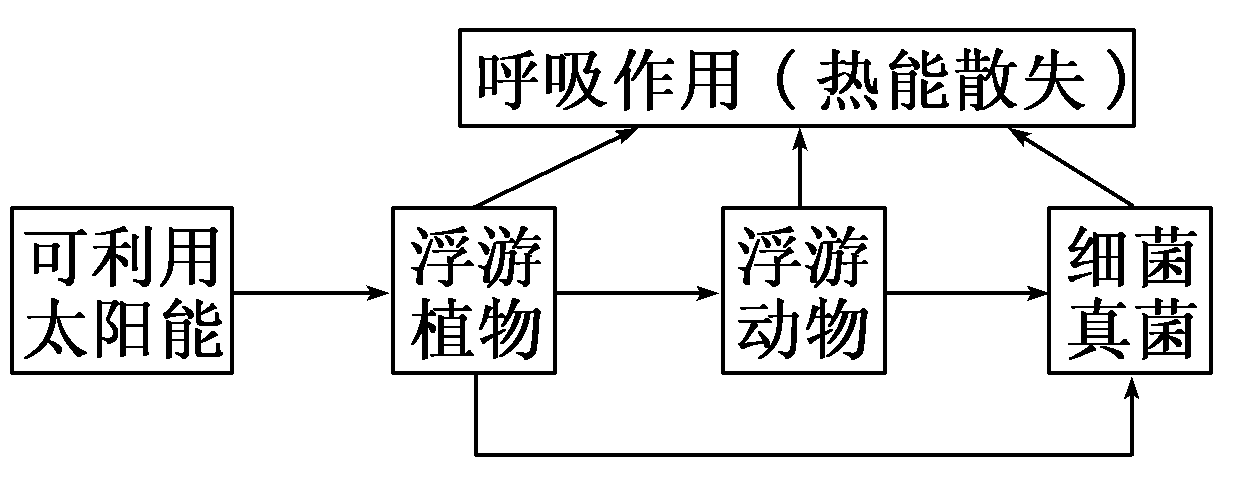 呼吸作用(热能散失)
可利用
太阳能
浮游
植物
浮游
动物
细菌
真菌